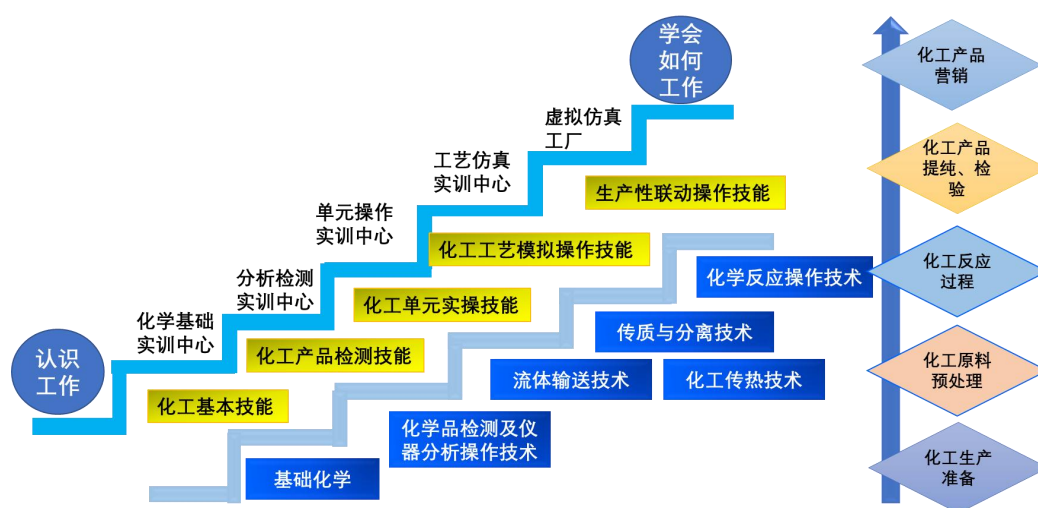 学会
如何
工作
虚拟仿真
工厂
工艺仿真
实训中心
单元操作
实训中心
分析检测
实训中心
化学基础
实训中心
认识
工作
生产性联动操作技能
化工工艺模拟操作技能
化工单元实操技能
化工产品检测技能
化工基本技能
化学反应操作技术
传质与分离技术
流体输送技术
化工传热技术
化学品检测及仪
器分析操作技术
基础化学
化工产品
营销
化工产品
提纯、检
验
化工反应
过程
化工原料
预处理
化工生产
准备